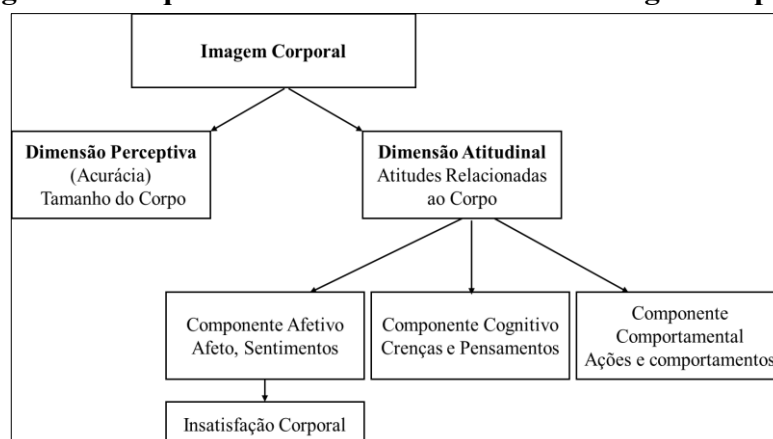 Imagem Corporal
Dimensão Perceptiva
(Acurácia)
Tamanho do Corpo
Dimensão Atitudinal
Atitudes Relacionadas
ao Corpo
Componente Afetivo
Afeto, Sentimentos
Componente Cognitivo
Crenças e Pensamentos
Componente
Comportamental
Ações e comportamentos
Insatisfação Corporal